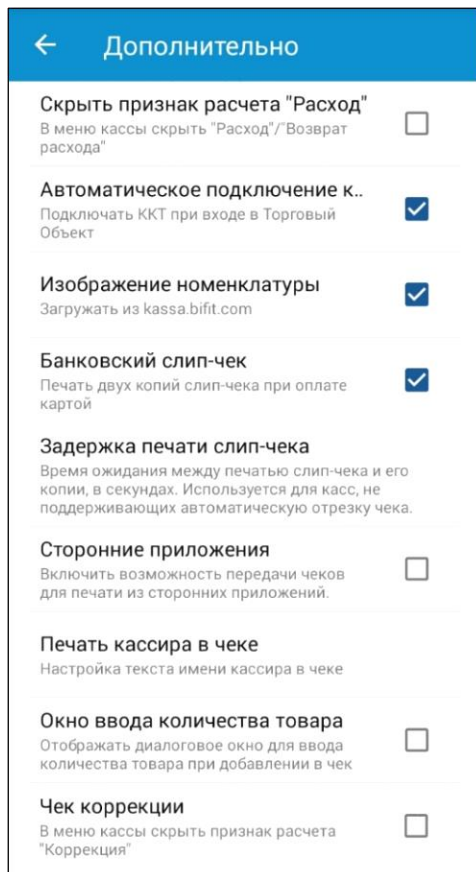 Дополнительно
Скрыть признак расчета "Расход"
В меню кассы скрыть "Расход"/"Возврат
расхода"
Автоматическое подключение к..
Подключать ККТ при входе в Торговый
Объект
Изображение номенклатуры
Загружать из kassa.bifit.com
Банковский слип-чек
Печать двух копий слип-чека при оплате
картой
Задержка печати слип-чека
Время ожидания между печатью слип-чека и его
копии, в секундах. Используется для касс, не
поддерживающих автоматическую отрезку чека.
Сторонние приложения
Включить возможность передачи чеков
для печати из сторонних приложений.
Печать кассира в чеке
Настройка текста имени кассира в чеке
Окно ввода количества товара
Отображать диалоговое окно для ввода
количества товара при добавлении в чек
Чек коррекции
В меню кассы скрыть признак расчета
"Коррекция"